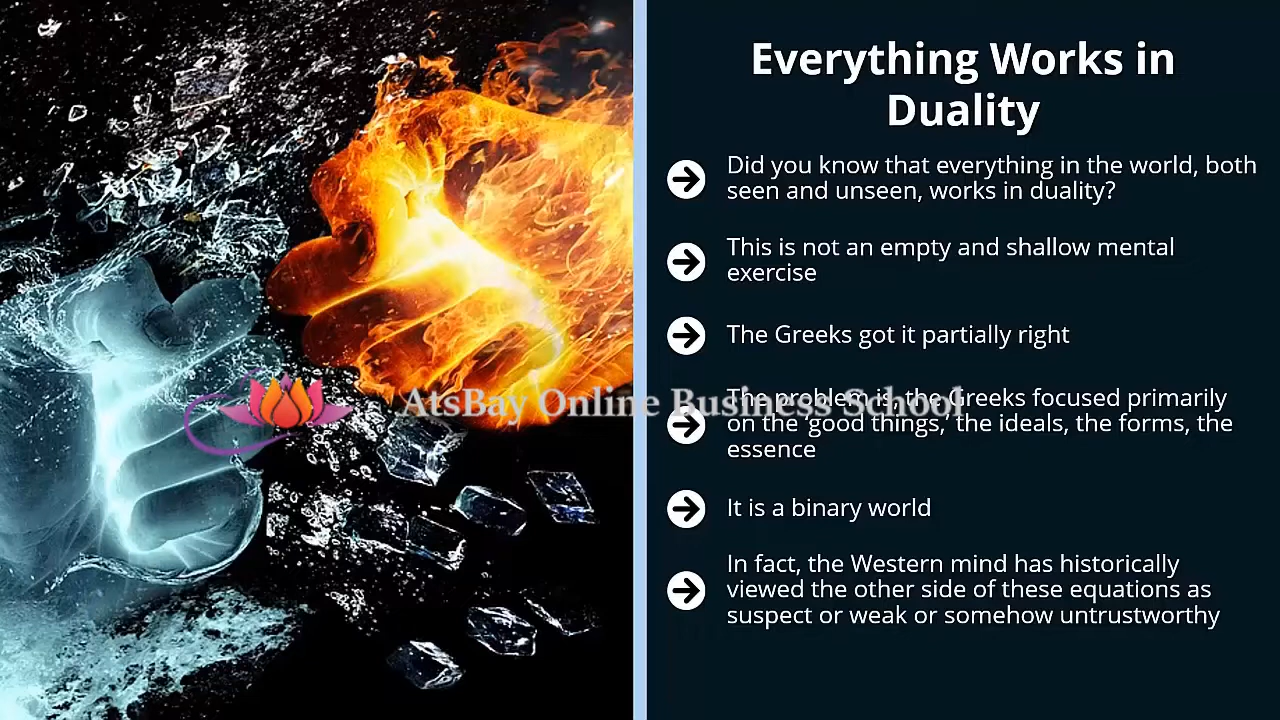 Everything Works in
Duality
Did you know that everything in the world, both
seen and unseen, works in duality?
This is not an empty and shallow mental
exercise
The Greeks got it partially right
The problem is, the Greeks focused primarily
on the 'good things,' the ideals, the forms, the
essence
AtsBay Online Business School
It is a binary world
In fact, the Western mind has historically
viewed the other side of these equations as
suspect or weak or somehow untrustworthy